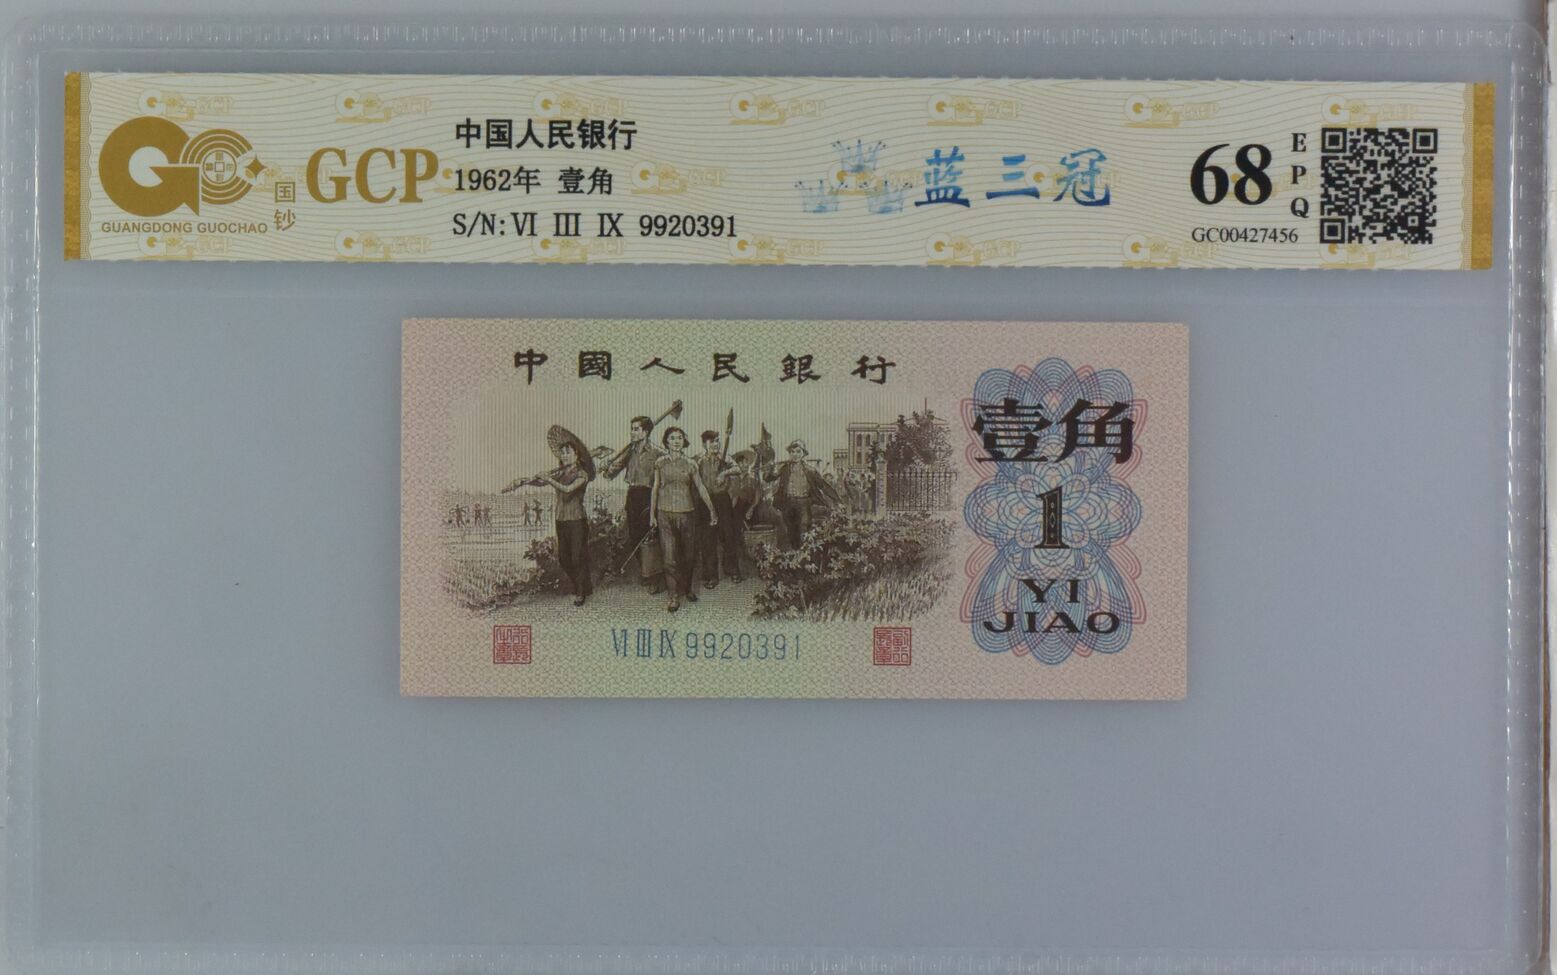 中国人民银行
1962年 壹角
S/N: Ⅵ Ⅲ Ⅸ 9920391
GUANGDONG GUOCHAO
国钞
GCP
蓝三冠
68
EPQ
GC00427456
中國人民銀行
壹角
1
YI
JIAO
Ⅵ Ⅲ Ⅸ 9920391